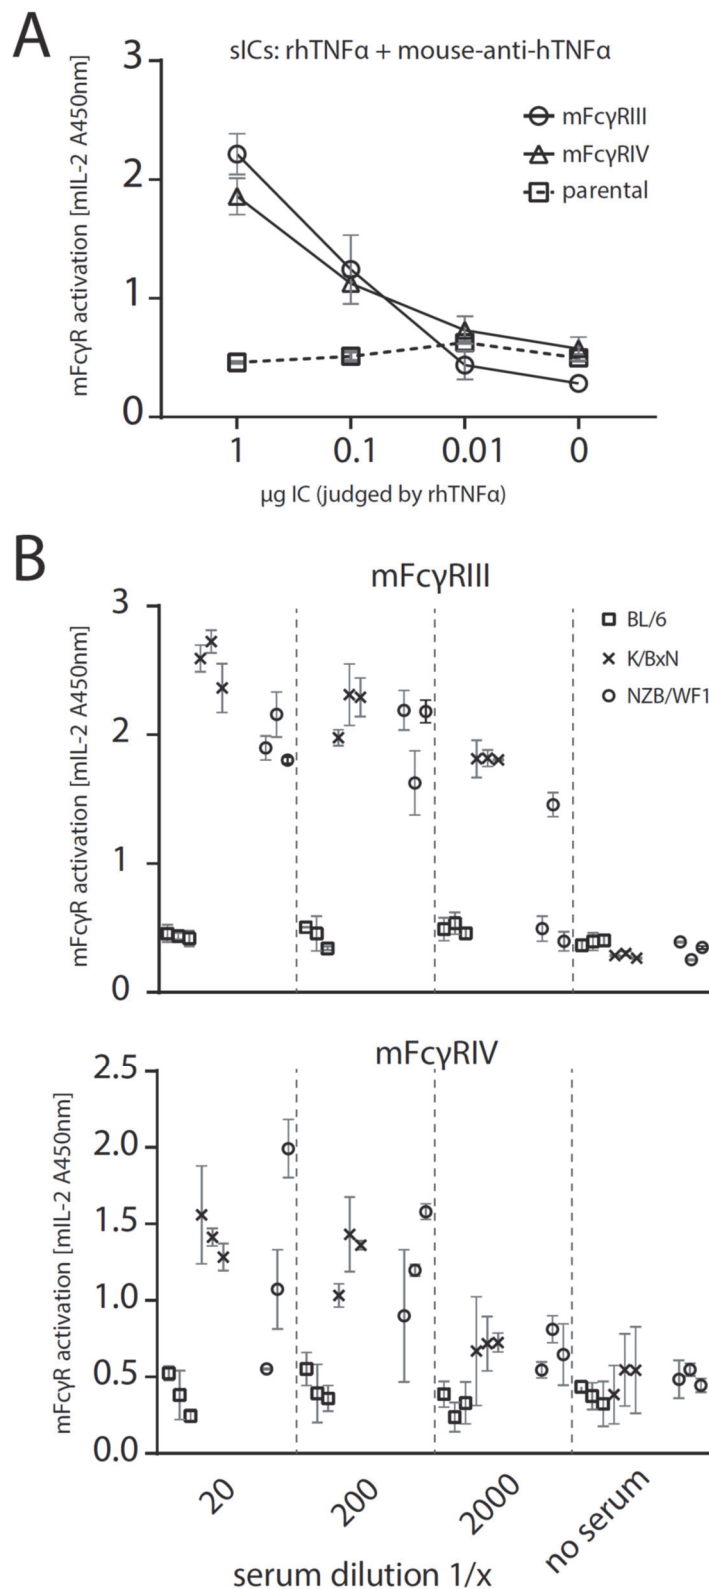 A
sICs: rhTNFα + mouse-anti-hTNFα
mFcγR activation [mIL-2 A450nm]
3
2
1
0
mFcγRIII
mFcγRIV
parental
1 0.1 0.01 0
µg IC (judged by rhTNFα)
B
mFcγRIII
mFcγR activation [mIL-2 A450nm]
3
2
1
0
BL/6
K/BxN
NZB/WF1
mFcγRIV
mFcγR activation [mIL-2 A450nm]
2.5
2.0
1.5
1.0
0.5
0.0
20 200 2000 no serum
serum dilution 1/x